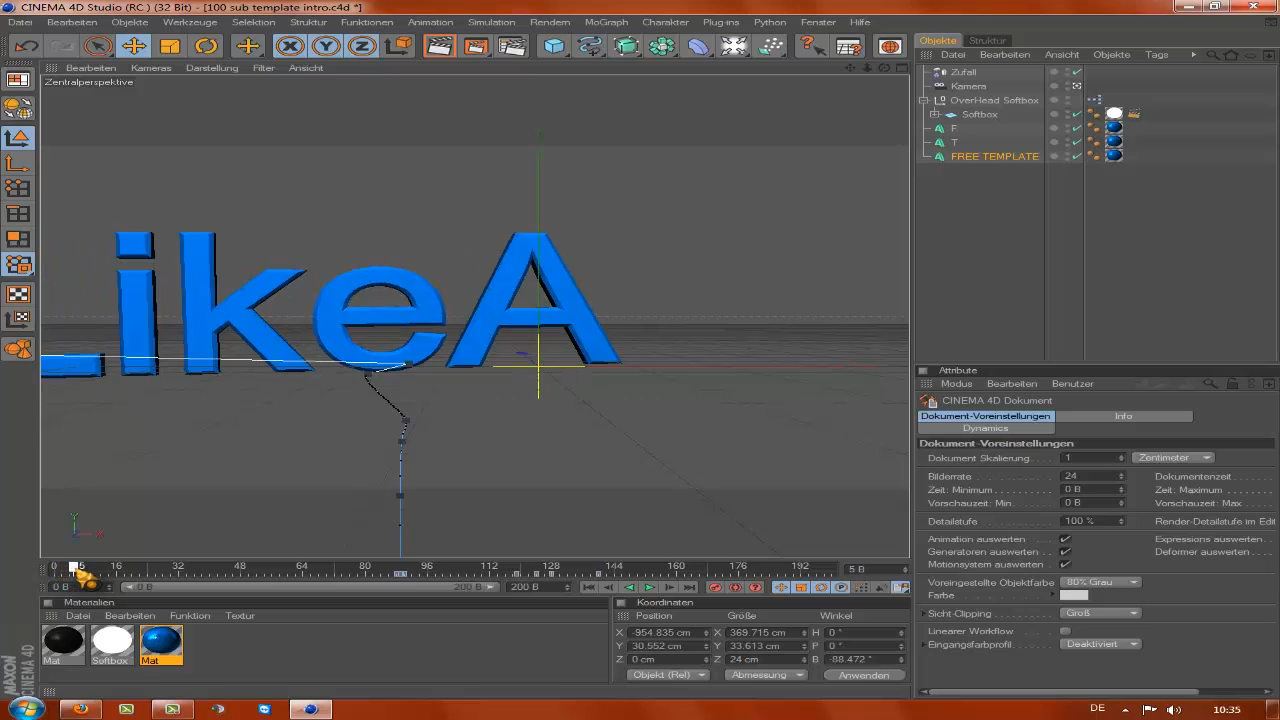 CINEMA 4D Studio (RC) (32 Bit) - [100 sub template intro.c4d *]
Datei Bearbeiten Objekte Werkzeuge Selektion Struktur Funktionen Animation Simulation Rendern MoGraph Charakter Plug-ins Python Fenster Hilfe
Objekte Struktur
Datei Bearbeiten Ansicht Objekte Tags
Bearbeiten Kameras Darstellung Filter Ansicht
Zentralperspektive
Zufall
Kamera
OverHead Softbox
Softbox
F
T
FREE TEMPLATE
ikeA
Y
X
Attribute
Modus Bearbeiten Benutzer
CINEMA 4D Dokument
Dokument-Voreinstellungen Info
Dynamics
Dokument-Voreinstellungen
Dokument Skalierung. 1 Zentimeter
Bilderrate 24 Dokumentenzeit
Zeit: Minimum 0 B Zeit: Maximum
Vorschauzeit: Min. 0 B Vorschauzeit: Max
Detailstufe 100 % Render-Detailstufe im Edit
Animation auswerten Expressions auswerten
Generatoren auswerten Deformer auswerten
Motionsystem auswerten
Voreingestellte Objektfarbe 80% Grau
Farbe
Sicht-Clipping Groß
Linearer Workflow
Eingangsfarbprofil. Deaktiviert
0 5 16 32 48 64 80 96 112 128 144 160 176 192 5 B
0 B 0 B 200 B 200 B
Materialien
Datei Bearbeiten Funktion Textur
Mat Softbox Mat
Koordinaten
Position Größe Winkel
X -954.835 cm X 369.715 cm H 0 °
Y 30.552 cm Y 33.613 cm P 0 °
Z 0 cm Z 24 cm B -88.472 °
Objekt (Rel) Abmessung Anwenden
MAXON
CINEMA 4D
DE 10:35